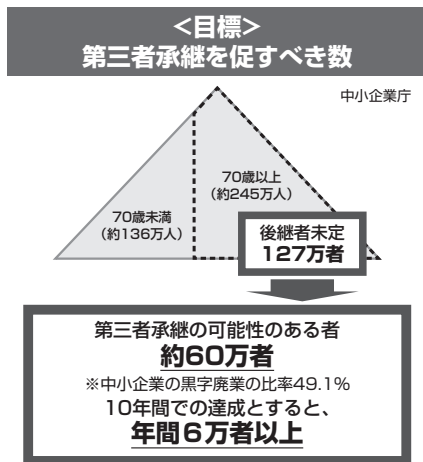 <目標>
第三者承継を促すべき数
中小企業庁
70歳以上
(約245万人)
70歳未満
(約136万人)
後継者未定
127万者
第三者承継の可能性のある者
約60万者
※中小企業の黒字廃業の比率49.1%
10年間での達成とすると、
年間6万者以上